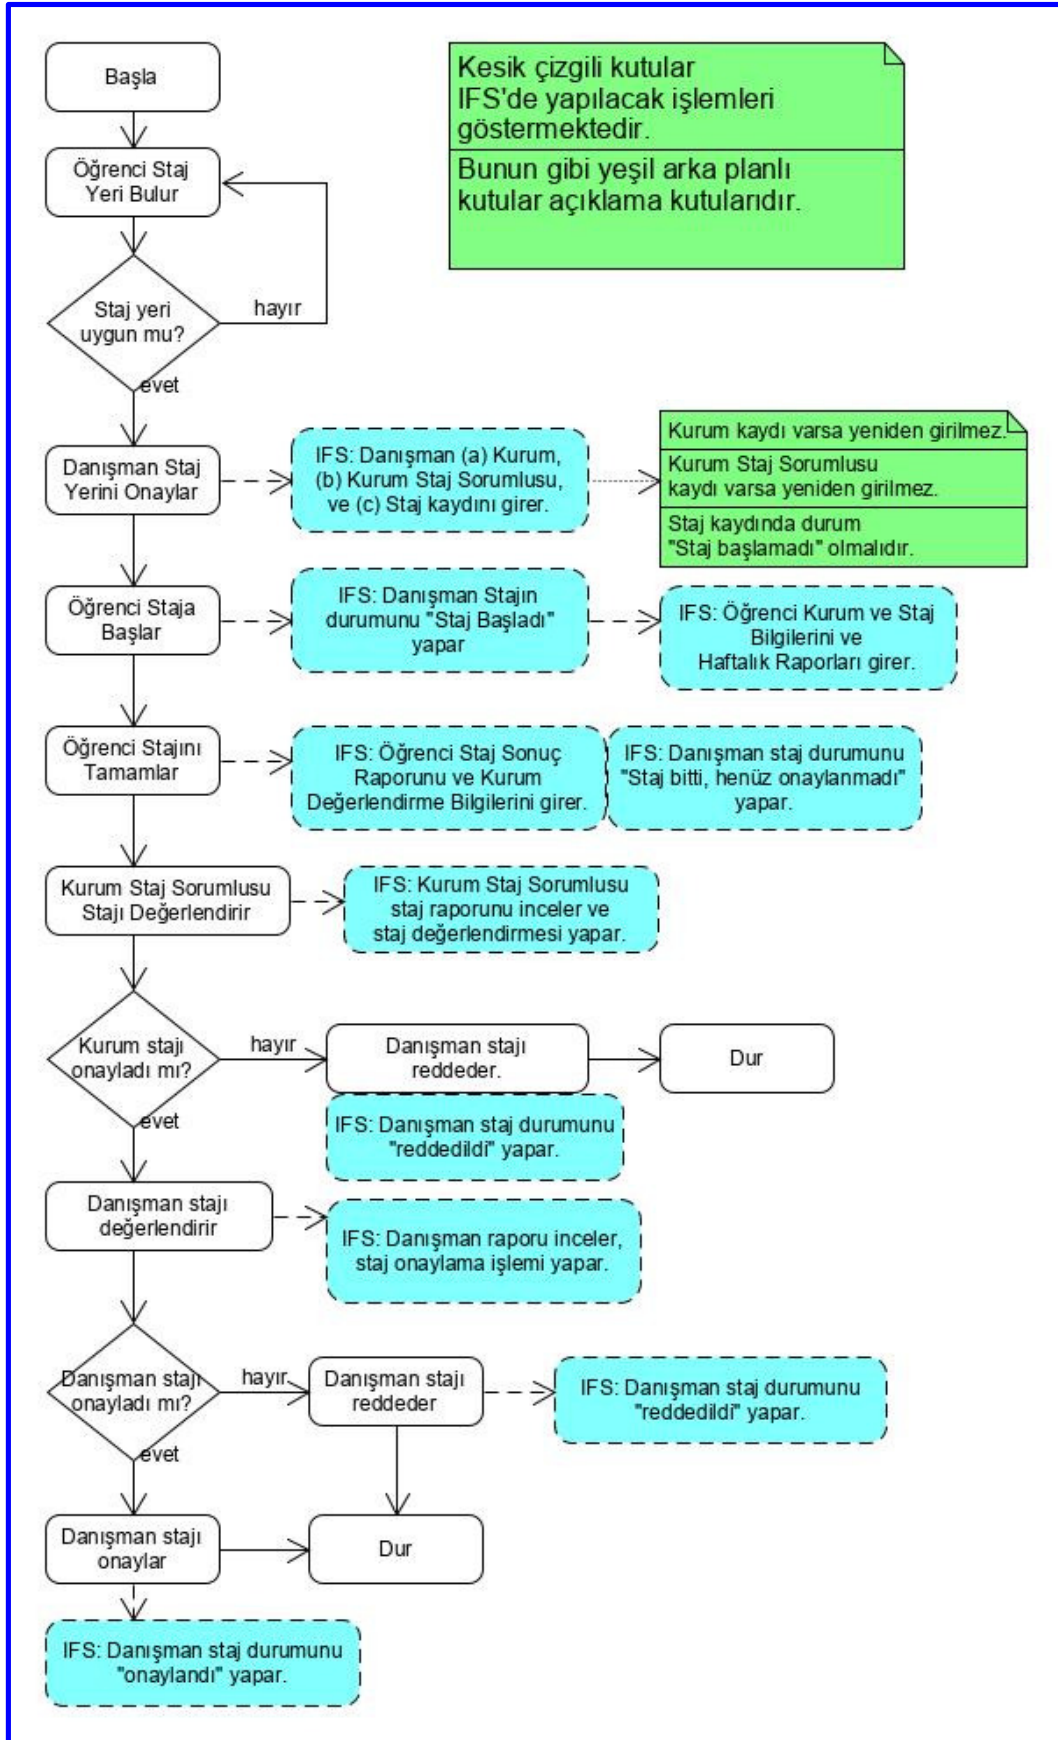 Başla
Kesik çizgili kutular
IFS'de yapılacak işlemleri
göstermektedir.
Bunun gibi yeşil arka planlı
kutular açıklama kutularıdır.
Öğrenci Staj
Yeri Bulur
Staj yeri
uygun mu?
hayır
evet
Danışman Staj
Yerini Onaylar
IFS: Danışman (a) Kurum,
(b) Kurum Staj Sorumlusu,
ve (c) Staj kaydını girer.
Kurum kaydı varsa yeniden girilmez.
Kurum Staj Sorumlusu
kaydı varsa yeniden girilmez.
Staj kaydında durum
"Staj başlamadı" olmalıdır.
Öğrenci Staja
Başlar
IFS: Danışman Stajın
durumunu "Staj Başladı"
yapar
IFS: Öğrenci Kurum ve Staj
Bilgilerini ve
Haftalık Raporları girer.
Öğrenci Stajını
Tamamlar
IFS: Öğrenci Staj Sonuç
Raporunu ve Kurum
Değerlendirme Bilgilerini girer.
IFS: Danışman staj durumunu
"Staj bitti, henüz onaylanmadı"
yapar.
Kurum Staj Sorumlusu
Stajı Değerlendirir
IFS: Kurum Staj Sorumlusu
staj raporunu inceler ve
staj değerlendirmesi yapar.
Kurum stajı
onayladı mı?
hayır
evet
Danışman stajı
reddeder.
Dur
IFS: Danışman staj durumunu
"reddedildi" yapar.
Danışman stajı
değerlendirir
IFS: Danışman raporu inceler,
staj onaylama işlemi yapar.
Danışman stajı
onayladı mı?
hayır
evet
Danışman stajı
reddeder
IFS: Danışman staj durumunu
"reddedildi" yapar.
Danışman stajı
onaylar
Dur
IFS: Danışman staj durumunu
"onaylandı" yapar.